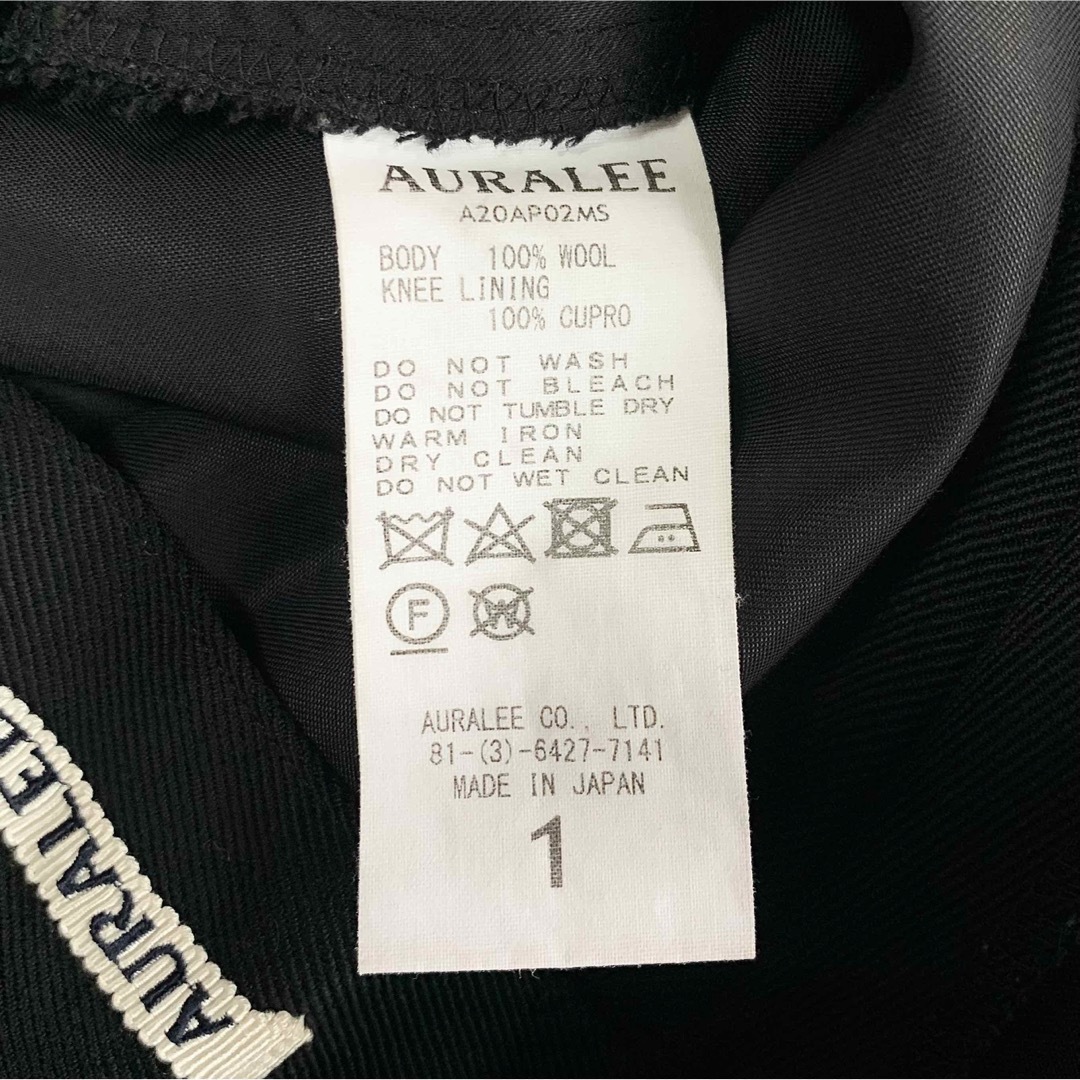 AURALEE
A20AP02MS
BODY 100% WOOL
KNEE LINING
100% CUPRO
DO NOT WASH
DO NOT BLEACH
DO NOT TUMBLE DRY
WARM IRON
DRY CLEAN
DO NOT WET CLEAN
F W
AURALEE CO., LTD.
81-(3)-6427-7141
MADE IN JAPAN
1
AURALEE